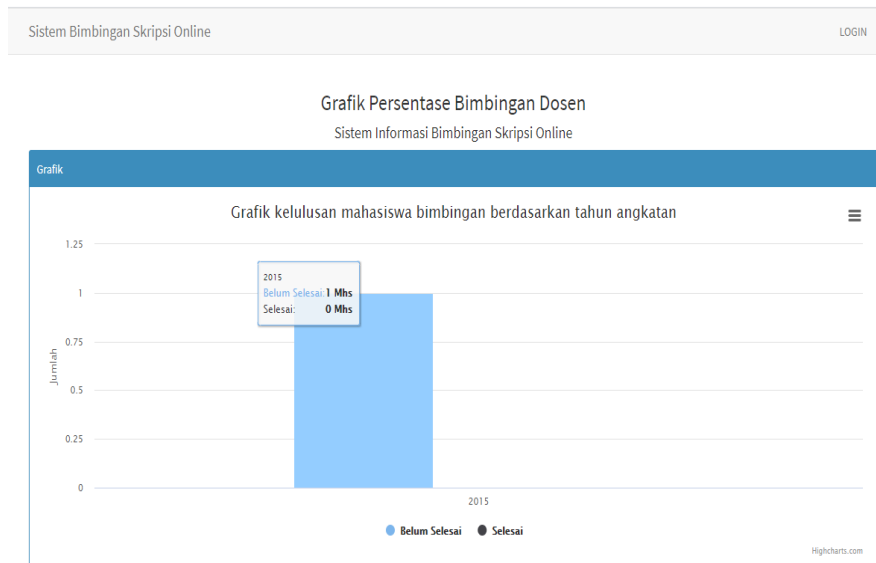 Sistem Bimbingan Skripsi Online
LOGIN
Grafik Persentase Bimbingan Dosen
Sistem Informasi Bimbingan Skripsi Online
Grafik
Grafik kelulusan mahasiswa bimbingan berdasarkan tahun angkatan
1.25
1
0.75
0.5
0.25
0
Jumlah
2015
Belum Selesai: 1 Mhs
Selesai: 0 Mhs
2015
Belum Selesai Selesai
Highcharts.com